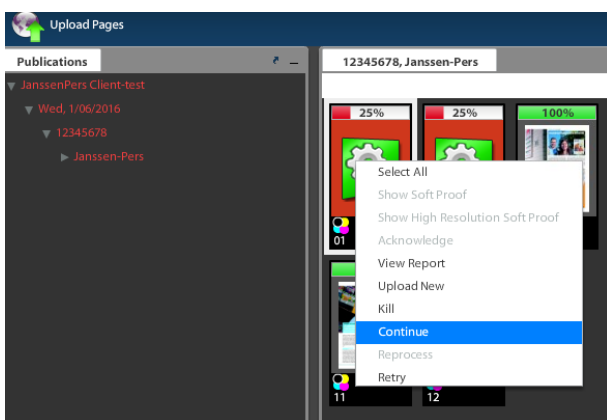 Upload Pages
Publications
12345678, Janssen-Pers
JanssenPers Client-test
Wed, 1/06/2016
12345678
Janssen-Pers
25%
25%
100%
Select All
Show Soft Proof
Show High Resolution Soft Proof
Acknowledge
View Report
Upload New
Kill
Continue
Reprocess
Retry
01
11
12